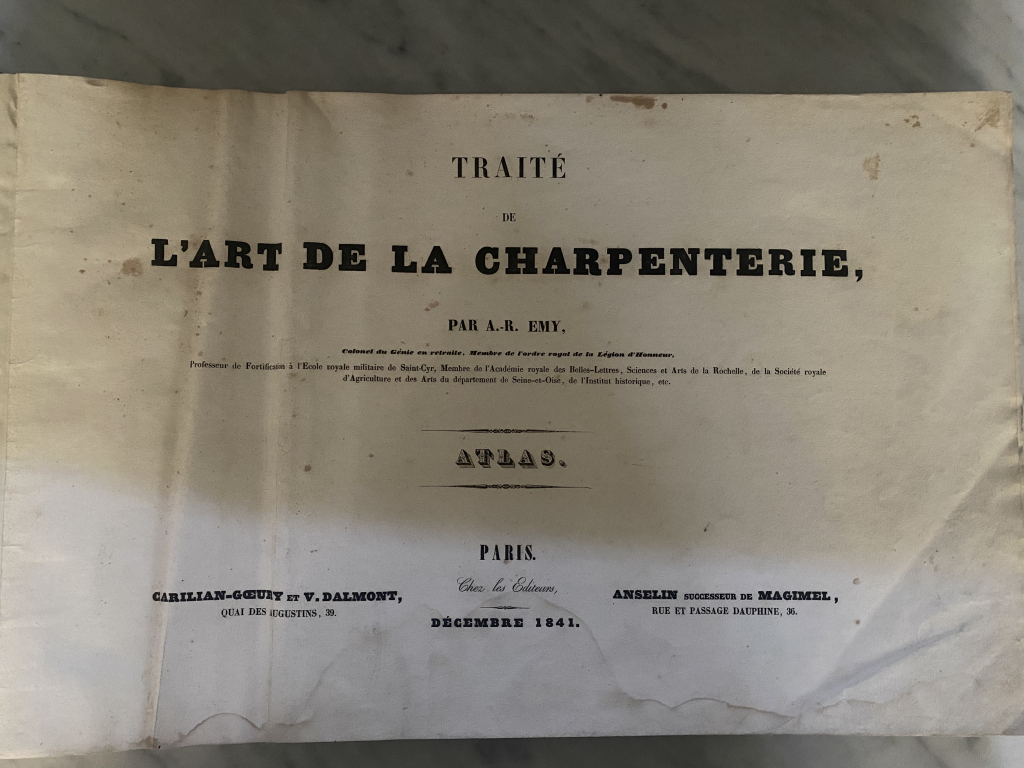 TRAITÉ
DE
L'ART DE LA CHARPENTERIE,
PAR A.-R. EMY,
Colonel du Génie en retraite, Membre de l'ordre royal de la Légion d'Honneur,
Professeur de Fortification à l'Ecole royale militaire de Saint-Cyr, Membre de l'Académie royale des Belles-Lettres, Sciences et Arts de la Rochelle, de la Société royale
d'Agriculture et des Arts du département de Seine-et-Oise, de l'Institut historique, etc.
ATLAS.
PARIS.
Chez les Editeurs,
CARILIAN-GŒURY ET V. DALMONT,
QUAI DES AUGUSTINS, 39.
ANSELIN SUCCESSEUR DE MAGIMEL,
RUE ET PASSAGE DAUPHINE, 36.
DÉCEMBRE 1841.